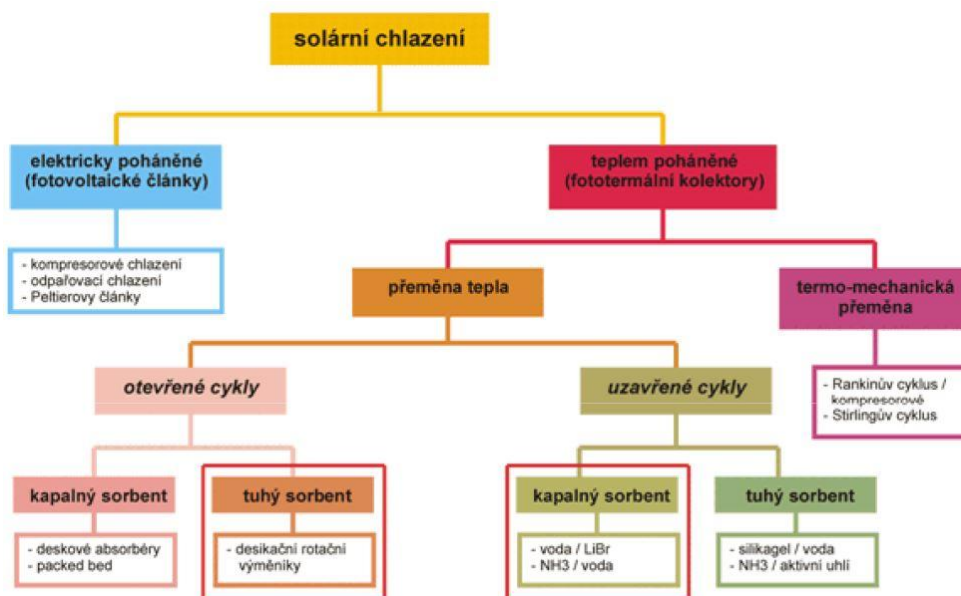 solární chlazení
elektricky poháněné
(fotovoltaické články)
teplem poháněné
(fototermální kolektory)
- kompresorové chlazení
- odpařovací chlazení
- Peltierovy články
přeměna tepla
termo-mechanická
přeměna
- Rankinův cyklus /
kompresorové
- Stirlingův cyklus
otevřené cykly
uzavřené cykly
kapalný sorbent
tuhý sorbent
kapalný sorbent
tuhý sorbent
- deskové absorbéry
- packed bed
- desikační rotační
výměníky
- voda / LiBr
- NH3 / voda
- silikagel / voda
- NH3 / aktivní uhlí